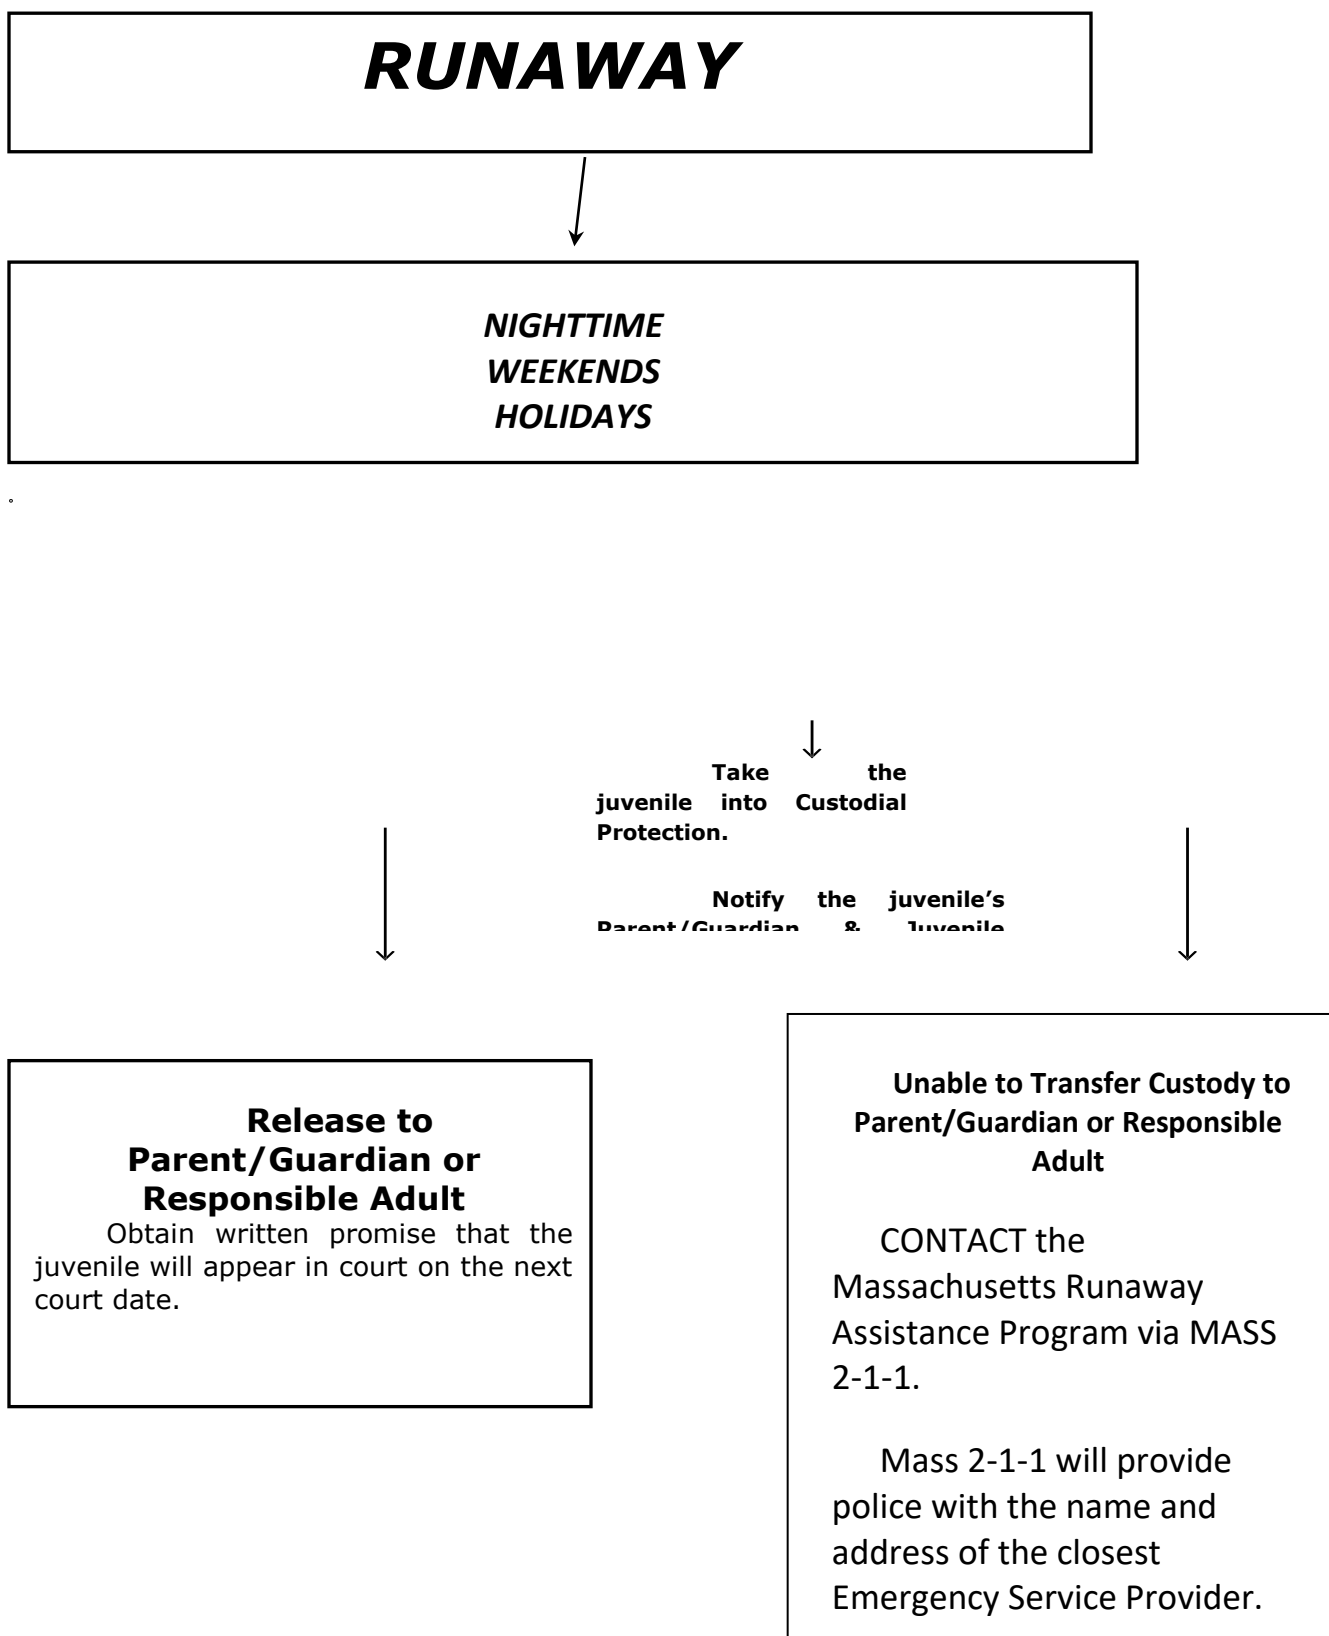 RUNAWAY
NIGHTTIME
WEEKENDS
HOLIDAYS
Take the
juvenile into Custodial
Protection.
Notify the juvenile's
Parent/Guardian & Juvenile
Release to
Parent/Guardian or
Responsible Adult
Obtain written promise that the
juvenile will appear in court on the next
court date.
Unable to Transfer Custody to
Parent/Guardian or Responsible
Adult
CONTACT the
Massachusetts Runaway
Assistance Program via MASS
2-1-1.
Mass 2-1-1 will provide
police with the name and
address of the closest
Emergency Service Provider.